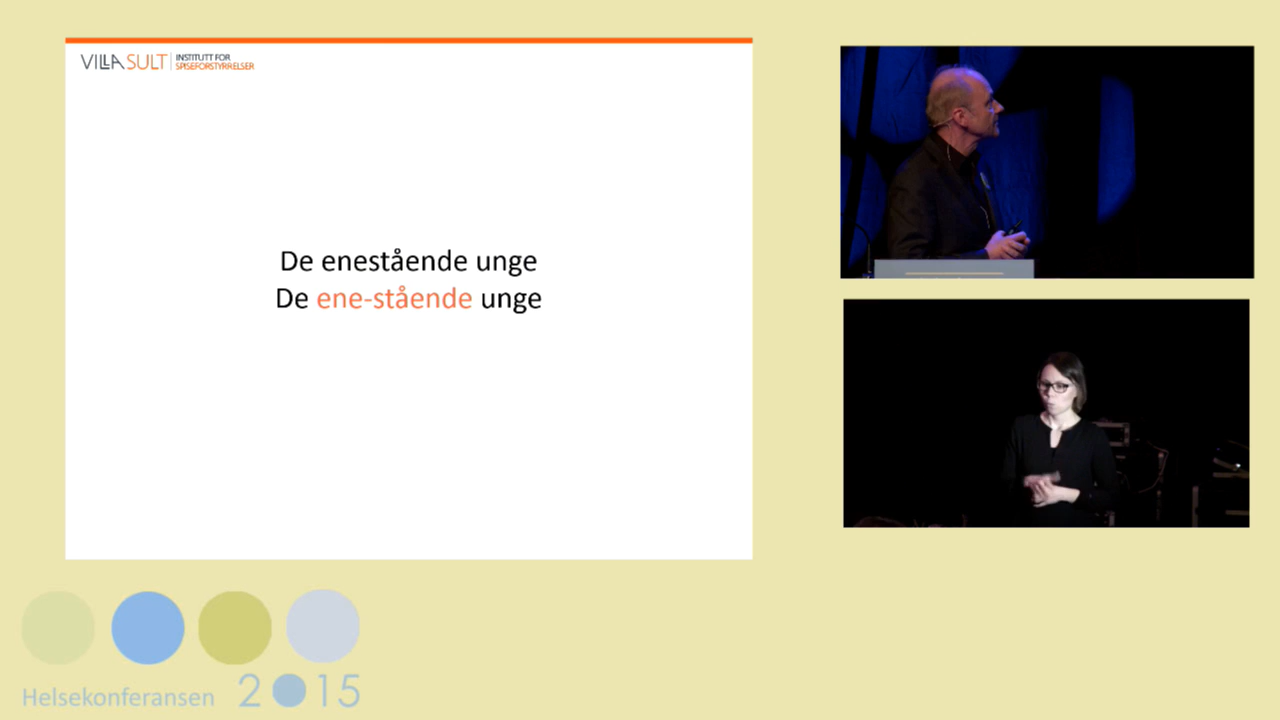 VILLA SULT
INSTITUTT FOR
SPISEFORSTYRRELSER
De enestående unge
De ene-stående unge
Helsekonferansen 2015